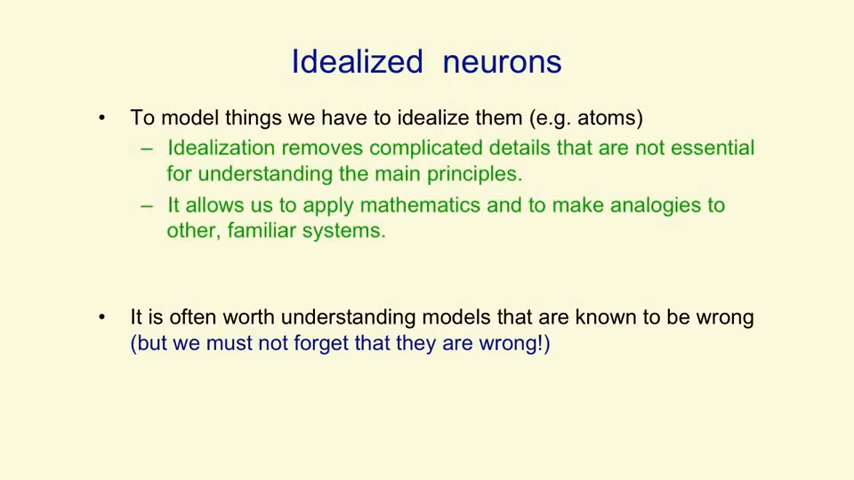 Idealized neurons
• To model things we have to idealize them (e.g. atoms)
– Idealization removes complicated details that are not essential
for understanding the main principles.
– It allows us to apply mathematics and to make analogies to
other, familiar systems.
• It is often worth understanding models that are known to be wrong
(but we must not forget that they are wrong!)